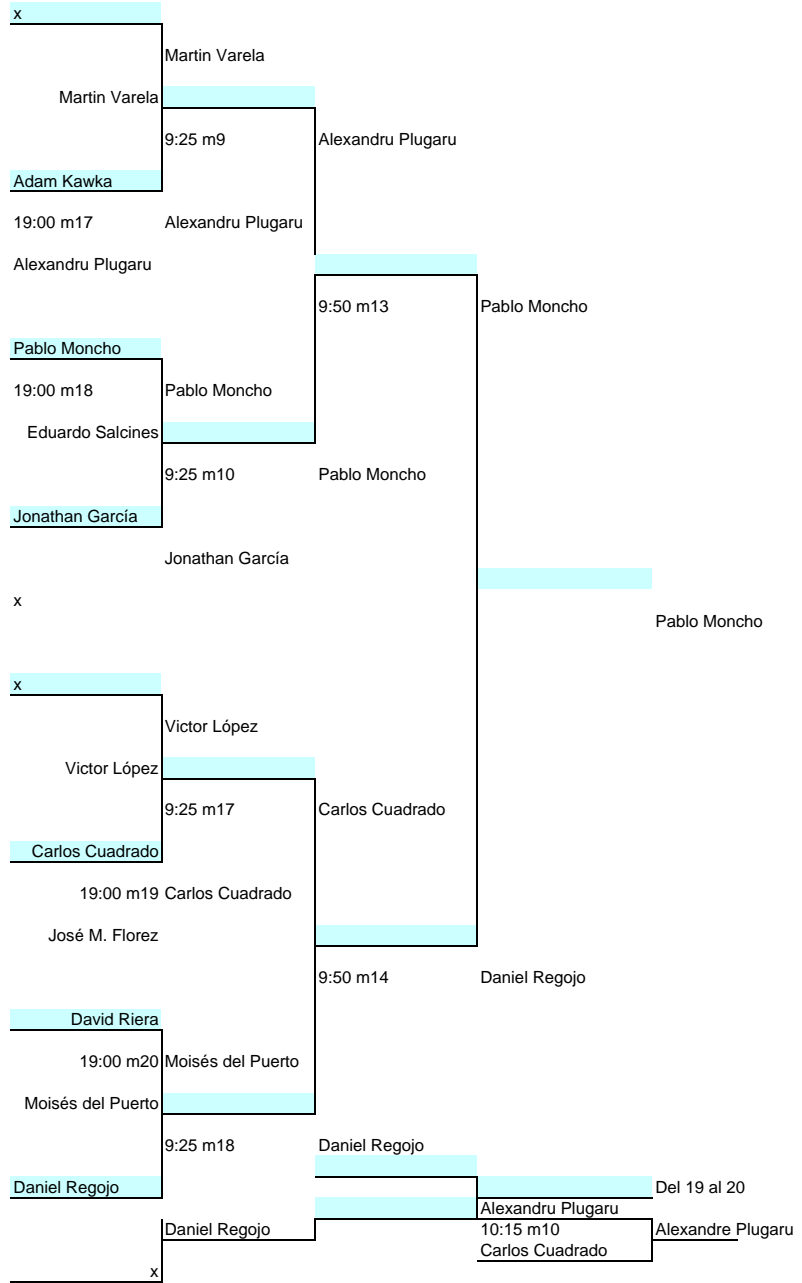 x
Martin Varela
Martin Varela
9:25 m9
Alexandru Plugaru
Adam Kawka
19:00 m17
Alexandru Plugaru
Alexandru Plugaru
9:50 m13
Pablo Moncho
Pablo Moncho
19:00 m18
Pablo Moncho
Eduardo Salcines
9:25 m10
Pablo Moncho
Jonathan García
Jonathan García
x
Pablo Moncho
x
Victor López
Victor López
9:25 m17
Carlos Cuadrado
Carlos Cuadrado
19:00 m19
Carlos Cuadrado
José M. Florez
9:50 m14
Daniel Regojo
David Riera
19:00 m20
Moisés del Puerto
Moisés del Puerto
9:25 m18
Daniel Regojo
Daniel Regojo
Del 19 al 20
Alexandru Plugaru
Daniel Regojo
10:15 m10
Alexandre Plugaru
Carlos Cuadrado
x